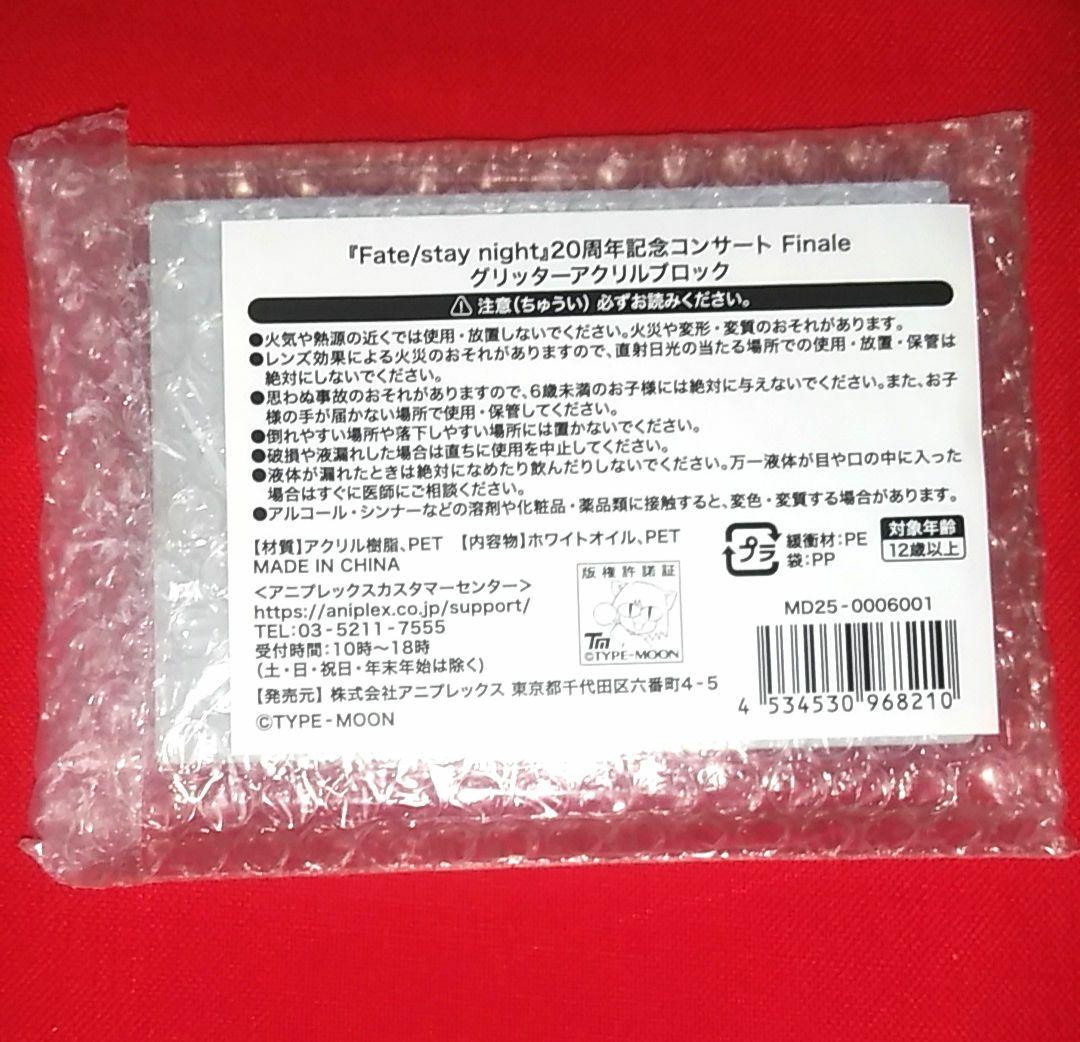 『Fate/stay night』20周年記念コンサート Finale
グリッターアクリルブロック
注意(ちゅうい) 必ずお読みください。
●火気や熱源の近くでは使用・放置しないでください。火災や変形・変質のおそれがあります。
●レンズ効果による火災のおそれがありますので、直射日光の当たる場所での使用・放置・保管は
絶対にしないでください。
●思わぬ事故のおそれがありますので、6歳未満のお子様には絶対に与えないでください。また、お子
様の手が届かない場所で使用・保管してください。
●倒れやすい場所や落下しやすい場所には置かないでください。
●破損や液漏れした場合は直ちに使用を中止してください。
●液体が漏れたときは絶対になめたり飲んだりしないでください。万一液体が目や口の中に入った
場合はすぐに医師にご相談ください。
●アルコール・シンナーなどの溶剤や化粧品・薬品類に接触すると、変色・変質する場合があります。
【材質】アクリル樹脂、PET 【内容物】ホワイトオイル、PET
MADE IN CHINA
<アニプレックスカスタマーセンター>
https://aniplex.co.jp/support/
TEL:03-5211-7555
受付時間:10時～18時
(土・日・祝日・年末年始は除く)
【発売元】株式会社アニプレックス 東京都千代田区六番町4-5
©TYPE-MOON
版権許諾証
TM
©TYPE-MOON
プラ
緩衝材:PE
袋:PP
対象年齢
12歳以上
MD25-0006001
4 534530 968210